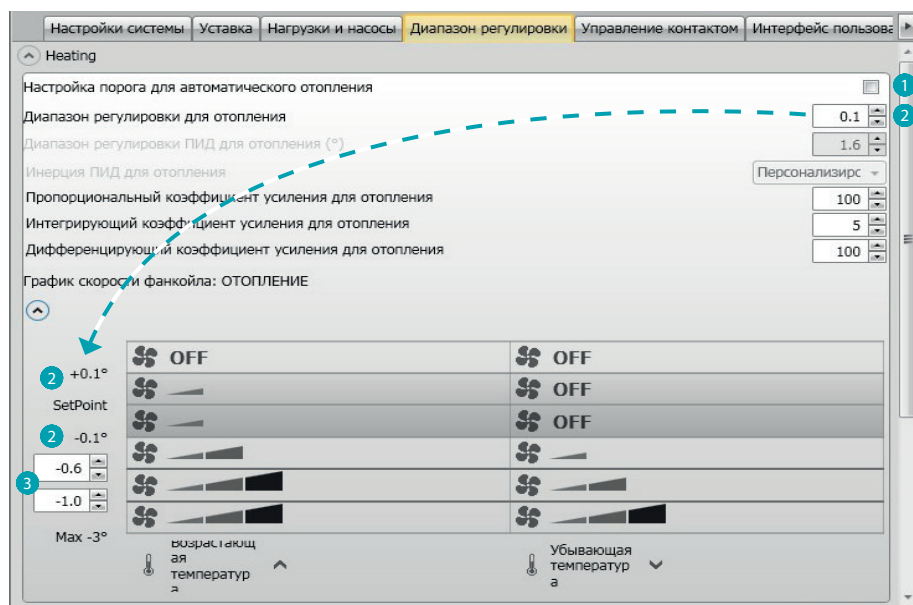 Настройки системы Уставка Нагрузки и насосы Диапазон регулировки Управление контактом Интерфейс пользова
Heating
Настройка порога для автоматического отопления 1
Диапазон регулировки для отопления 0.1 2
Диапазон регулировки ПИД для отопления (°) 1.6
Инерция ПИД для отопления Персонализирс
Пропорциональный коэффициент усиления для отопления 100
Интегрирующий коэффициент усиления для отопления 5
Дифференцирующий коэффициент усиления для отопления 100
График скорости фанкойла: ОТОПЛЕНИЕ
OFF OFF
2 +0.1°
OFF
SetPoint
OFF
2 -0.1°
-0.6
3
-1.0
Max -3°
Возрастающ
ая
температур
а
Убывающая
температур
а